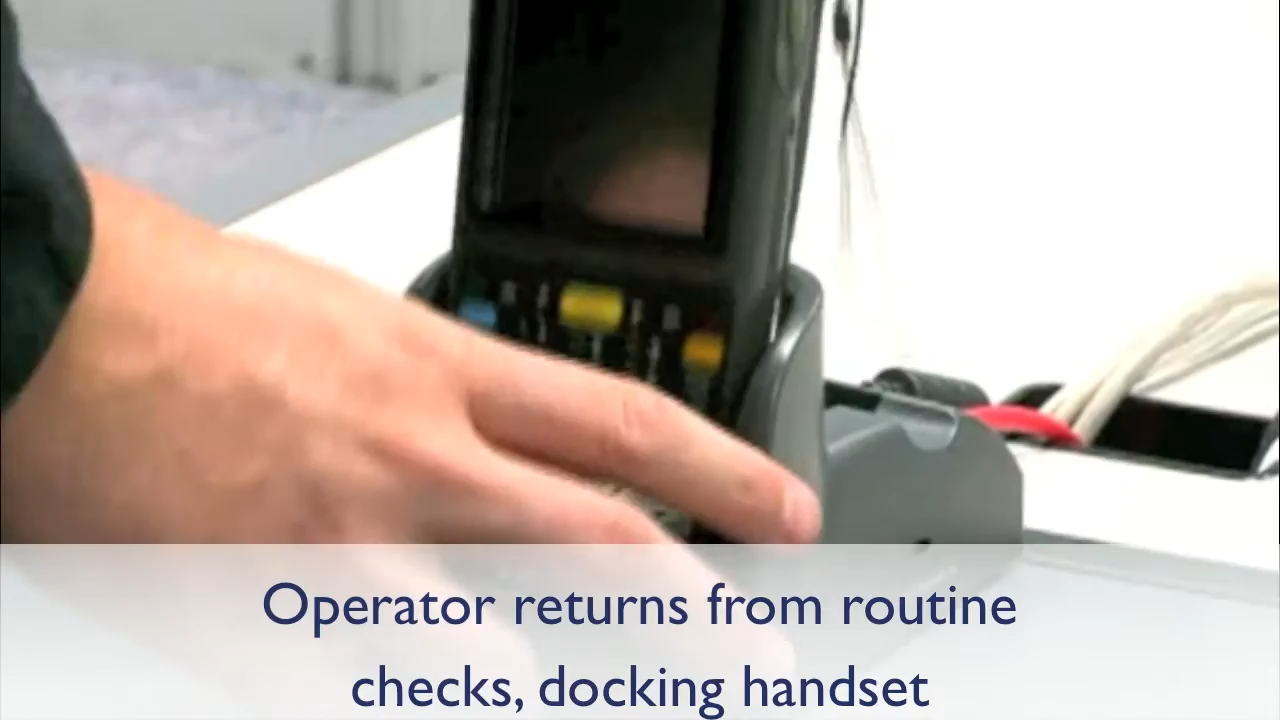 Operator returns from routine
checks, docking handset